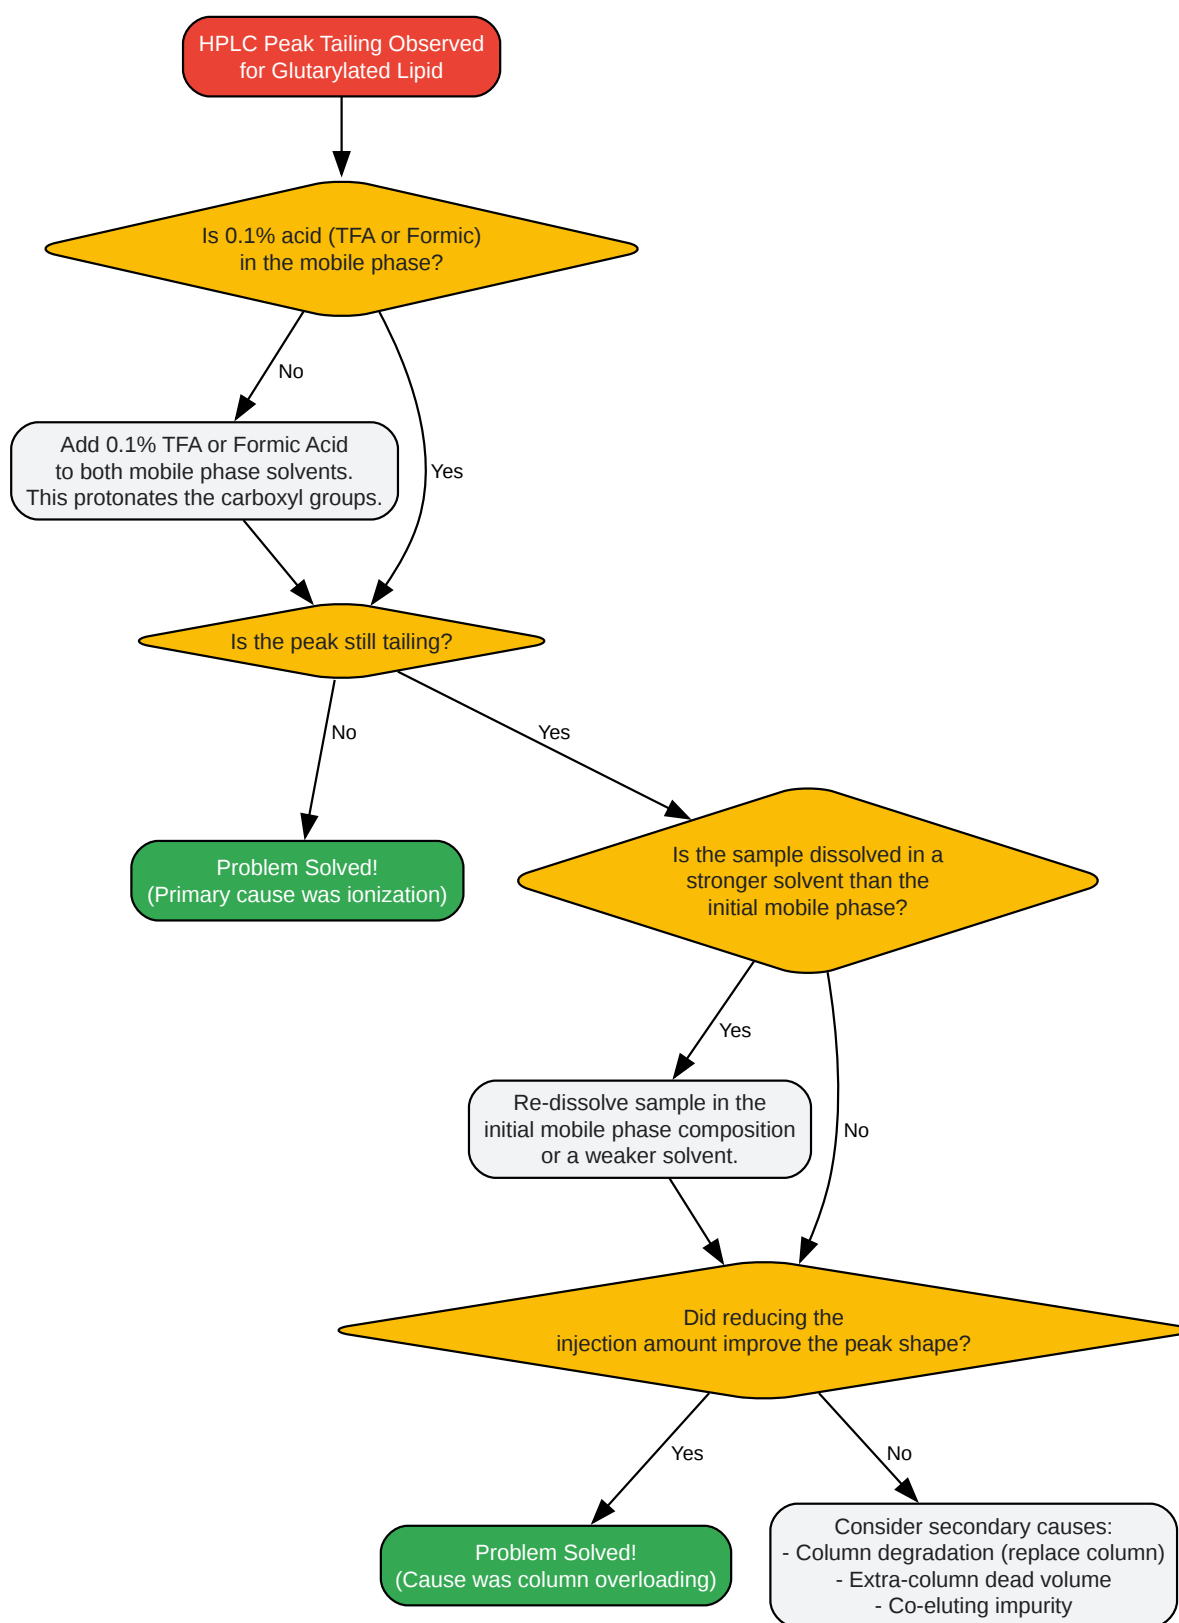 HPLC Peak Tailing Observed
for Glutarylated Lipid
Is 0.1% acid (TFA or Formic)
in the mobile phase?
No
Yes
Add 0.1% TFA or Formic Acid
to both mobile phase solvents.
This protonates the carboxyl groups.
Is the peak still tailing?
No
Yes
Problem Solved!
(Primary cause was ionization)
Is the sample dissolved in a
stronger solvent than the
initial mobile phase?
Yes
No
Re-dissolve sample in the
initial mobile phase composition
or a weaker solvent.
Did reducing the
injection amount improve the peak shape?
Yes
No
Problem Solved!
(Cause was column overloading)
Consider secondary causes:
- Column degradation (replace column)
- Extra-column dead volume
- Co-eluting impurity